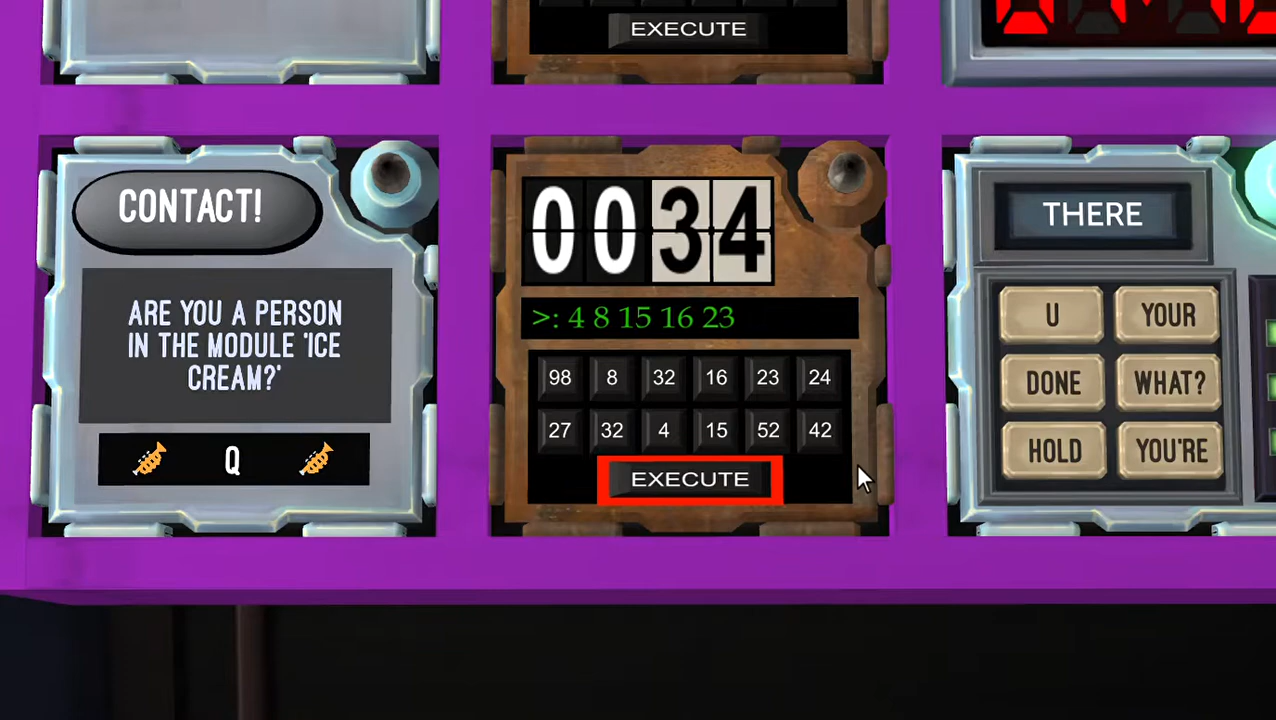 EXECUTE
CONTACT!
ARE YOU A PERSON
IN THE MODULE 'ICE
CREAM?'
Q
0034
>: 4 8 15 16 23
98 8 32 16 23 24
27 32 4 15 52 42
EXECUTE
THERE
U YOUR
DONE WHAT?
HOLD YOU'RE